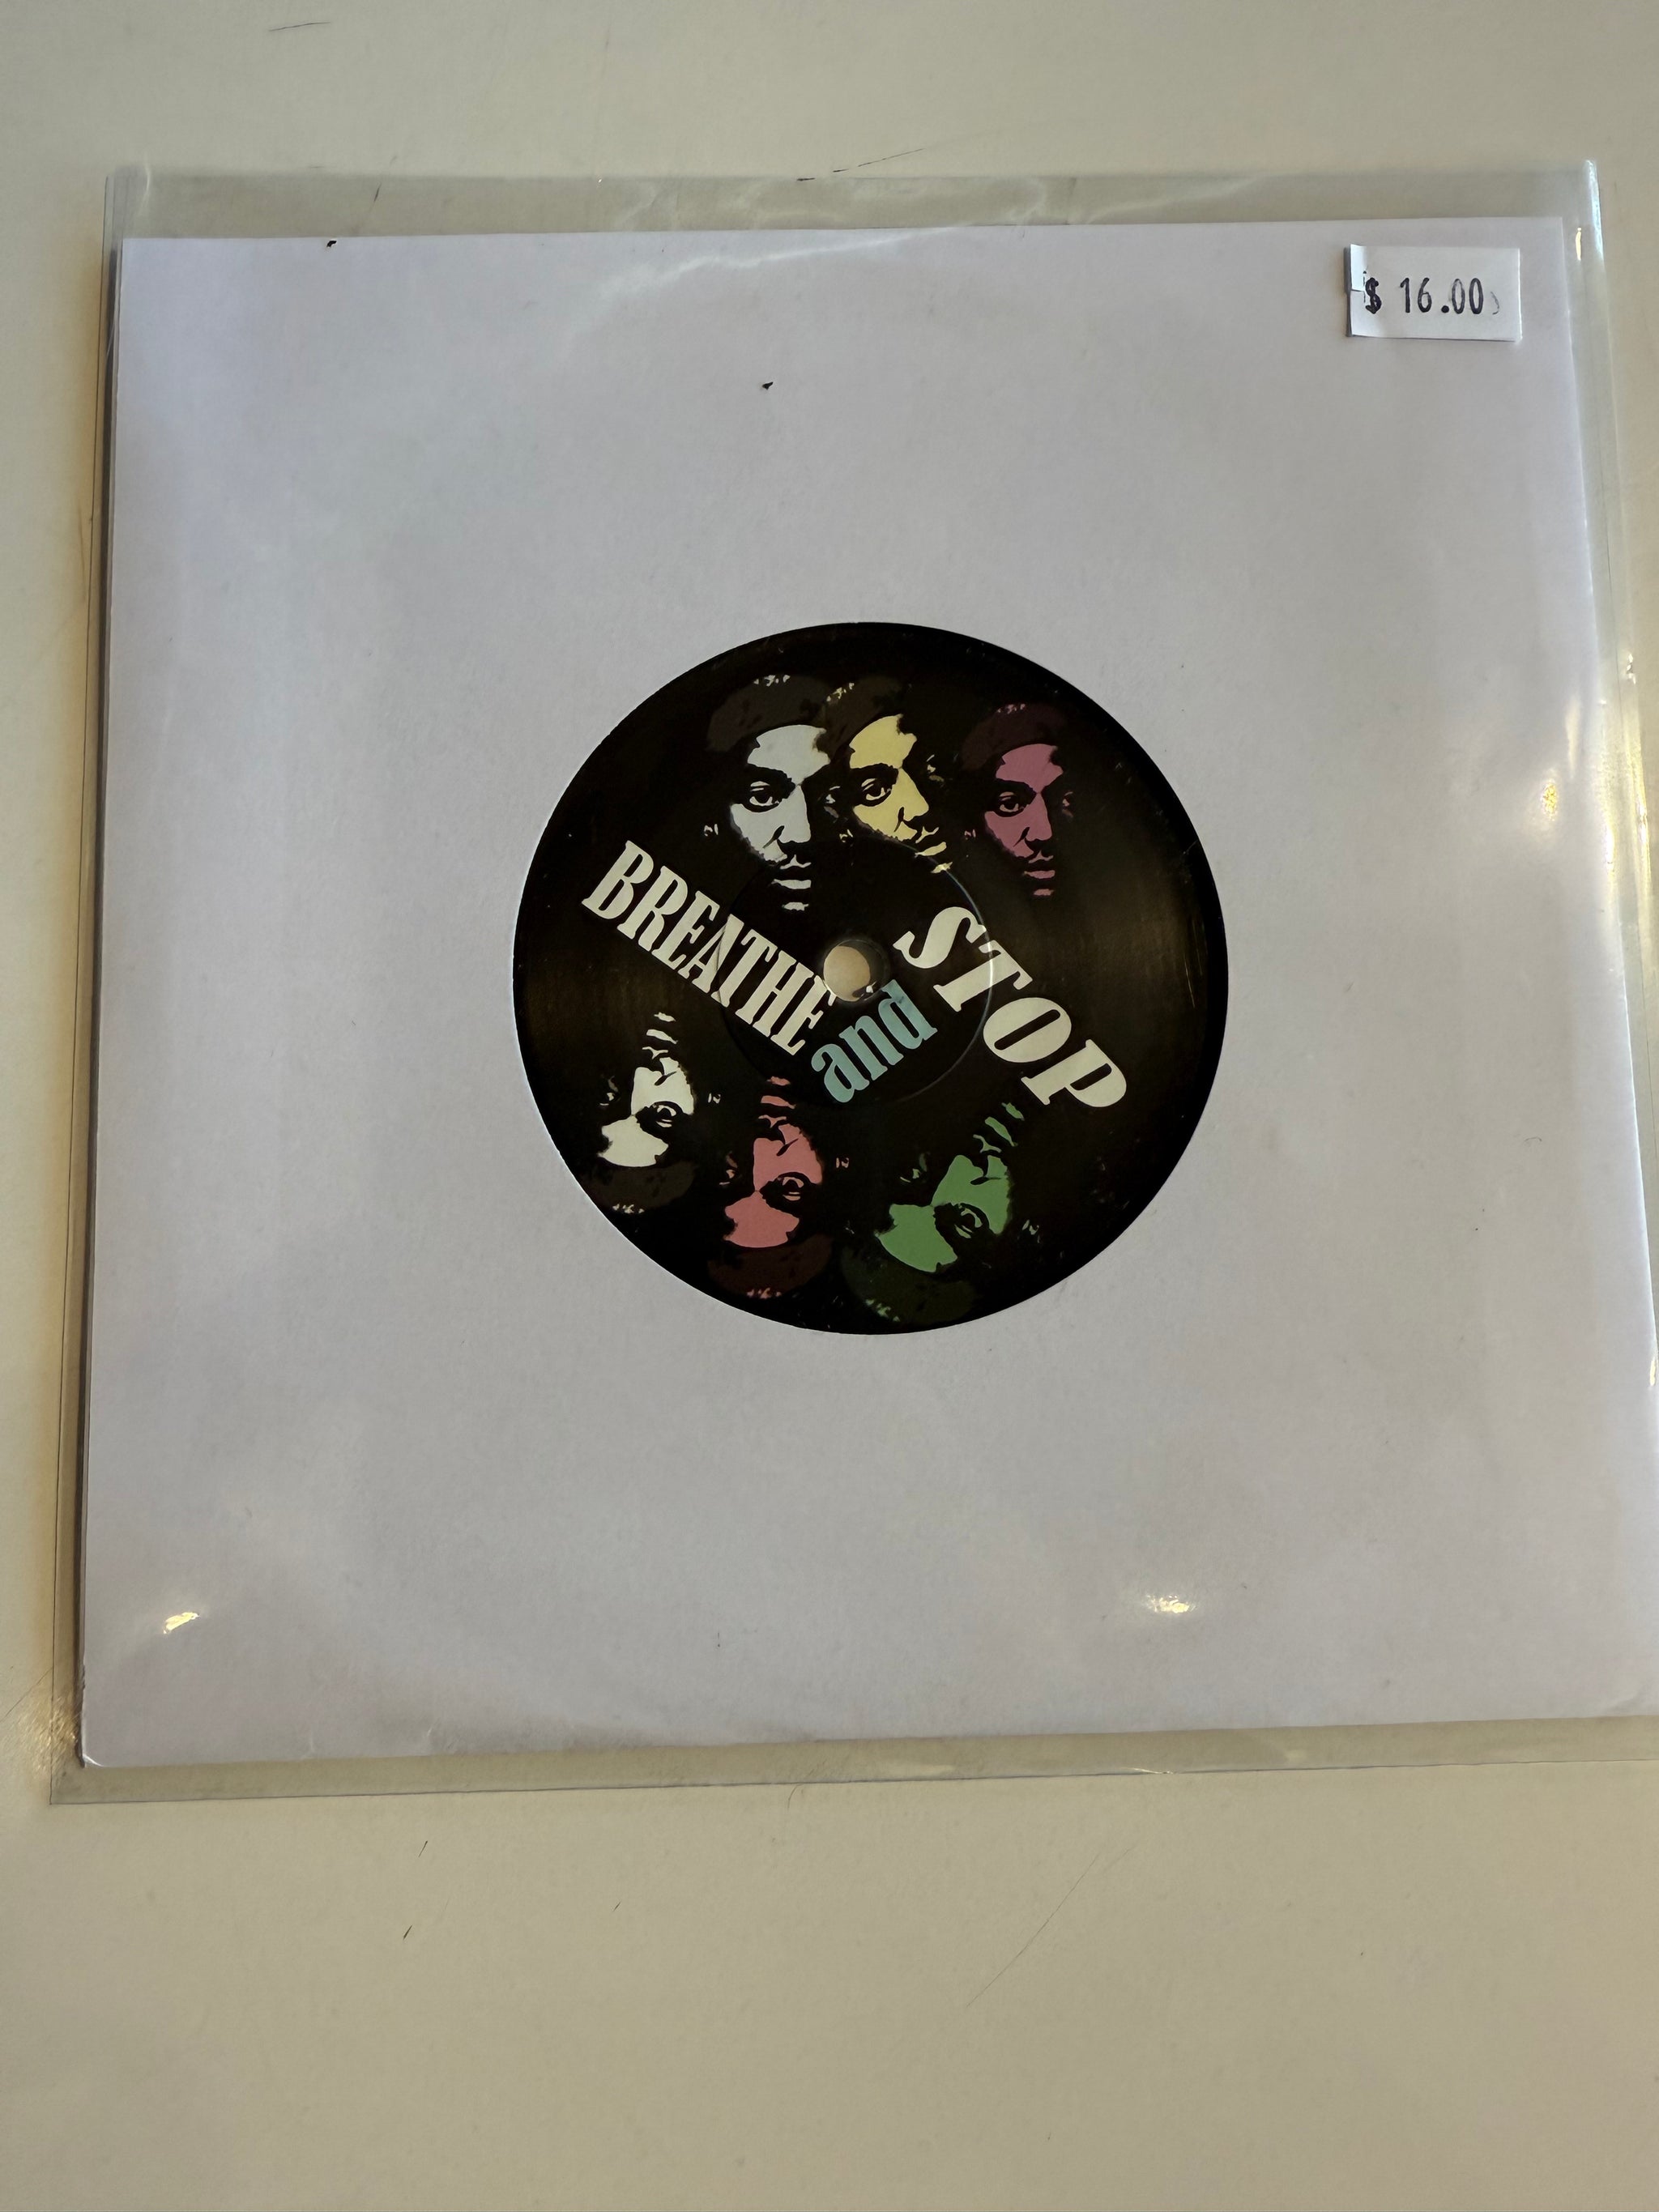 $ 16.00
BREATHE
and
STOP